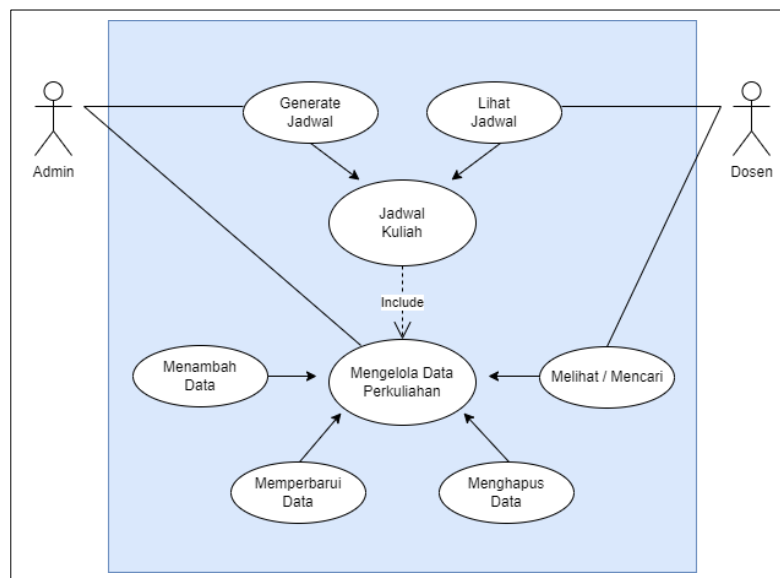 Generate
Jadwal
Lihat
Jadwal
Admin
Dosen
Jadwal
Kuliah
Include
Menambah
Data
Mengelola Data
Perkuliahan
Melihat / Mencari
Memperbarui
Data
Menghapus
Data